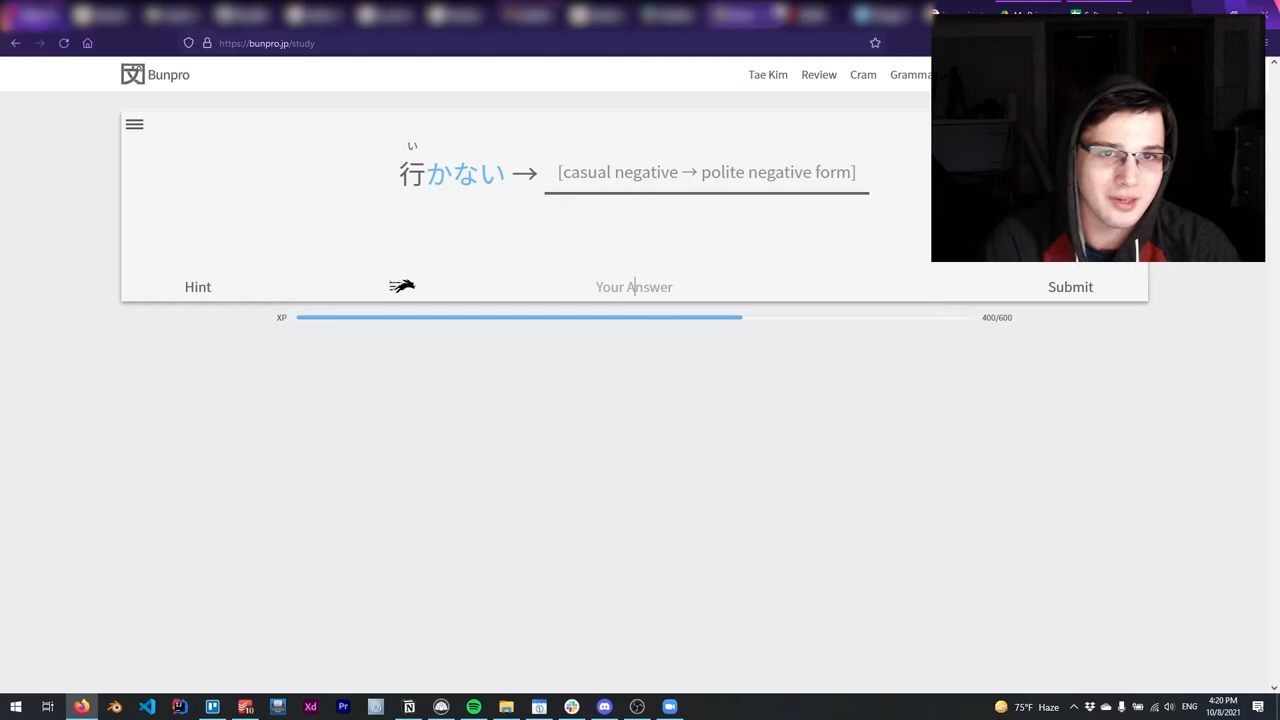 https://bunpro.jp/study
文 Bunpro
Tae Kim Review Cram Gramma
い
行かない → [casual negative → polite negative form]
Hint Your Answer Submit
XP 400/600
75°F Haze ENG 4:20 PM
10/8/2021